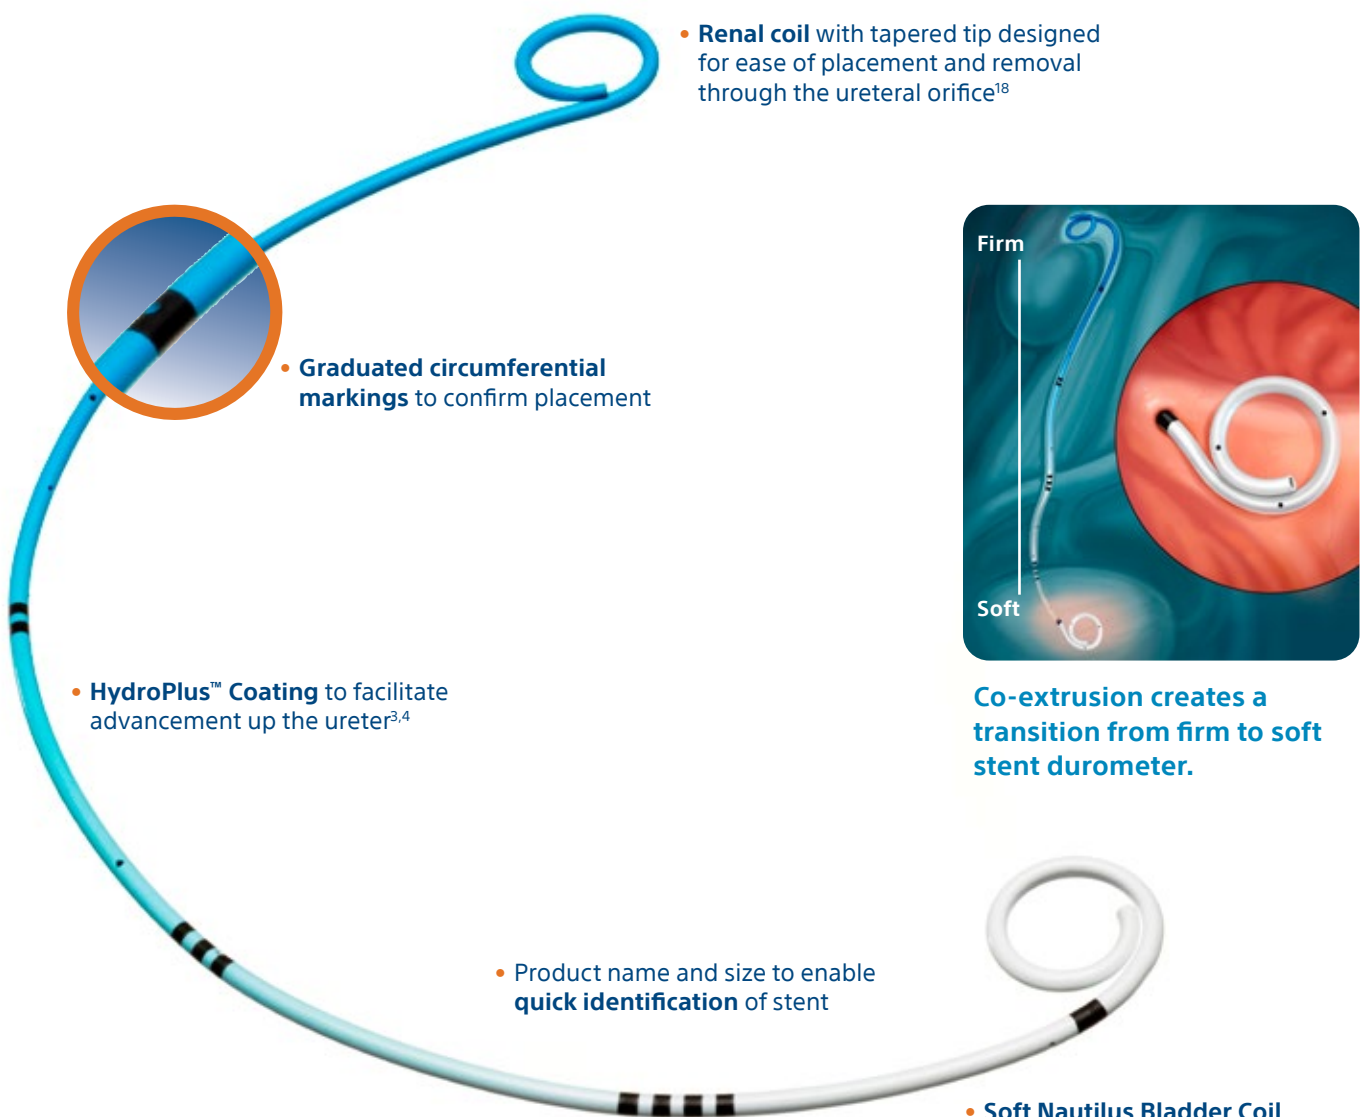 • Renal coil with tapered tip designed
for ease of placement and removal
through the ureteral orifice¹⁸
Firm
• Graduated circumferential
markings to confirm placement
Soft
• HydroPlus™ Coating to facilitate
advancement up the ureter³,⁴
Co-extrusion creates a
transition from firm to soft
stent durometer.
• Product name and size to enable
quick identification of stent
• Soft Nautilus Bladder Coil